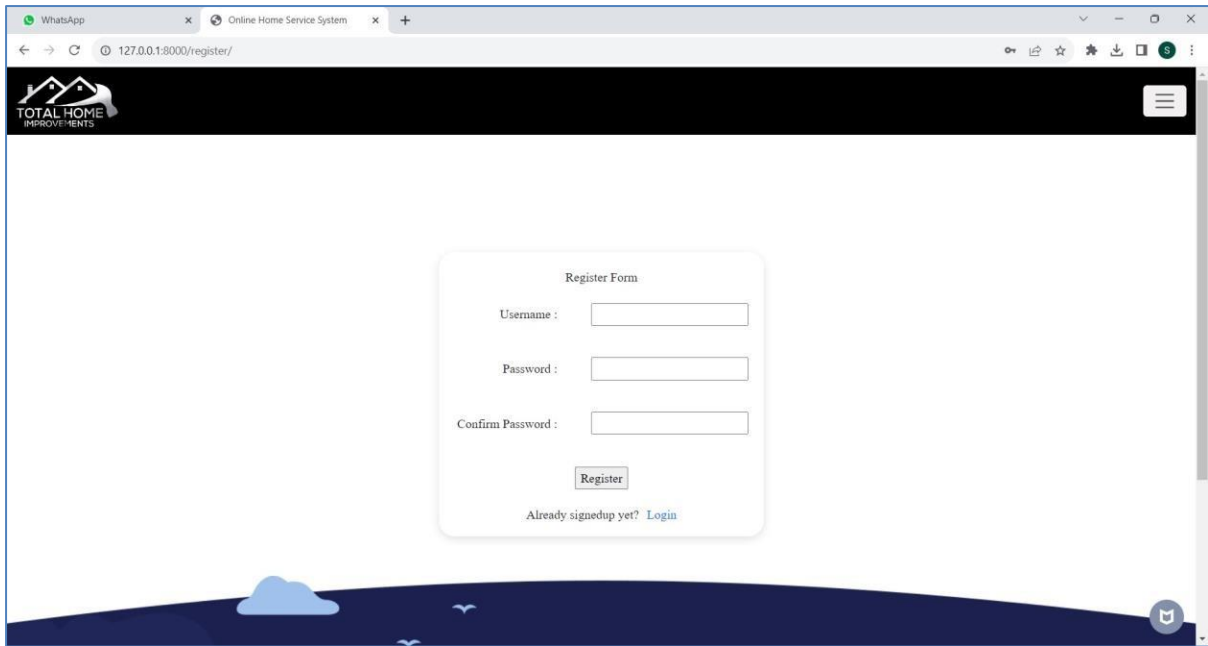 WhatsApp
Online Home Service System
127.0.0.1:8000/register/
S
TOTAL HOME
IMPROVEMENTS
Register Form
Username :
Password :
Confirm Password :
Register
Already signedup yet? Login